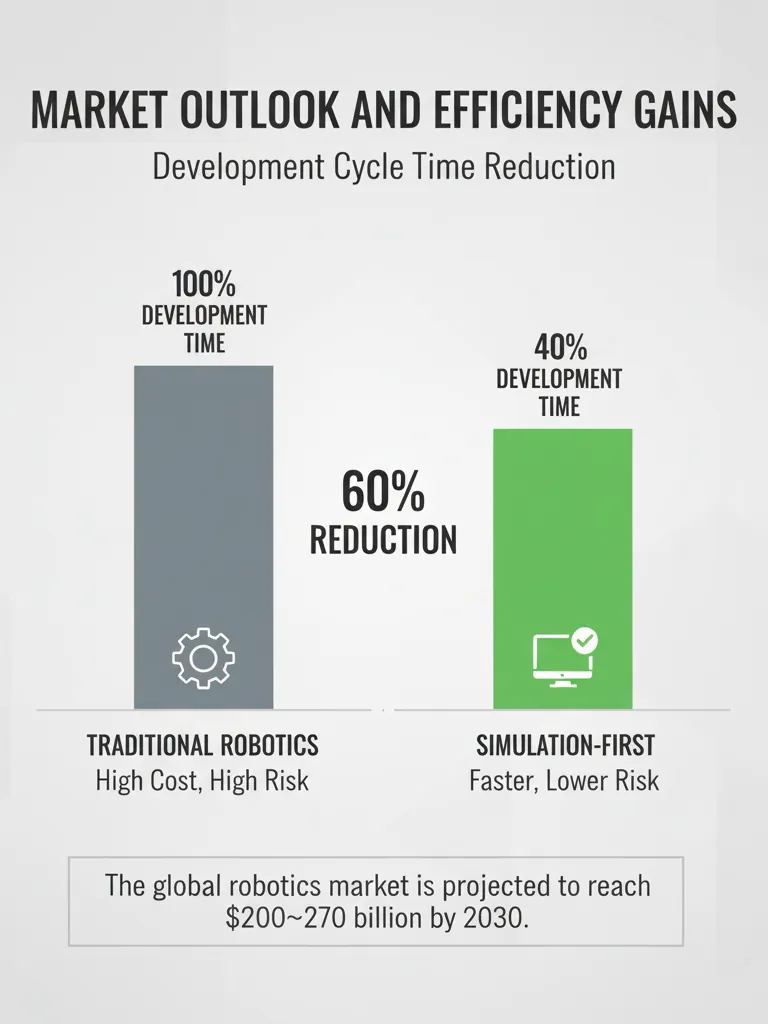 MARKET OUTLOOK AND EFFICIENCY GAINS
Development Cycle Time Reduction
100%
DEVELOPMENT
TIME
40%
DEVELOPMENT
TIME
60%
REDUCTION
TRADITIONAL ROBOTICS
High Cost, High Risk
SIMULATION-FIRST
Faster, Lower Risk
The global robotics market is projected to reach
$200~270 billion by 2030.